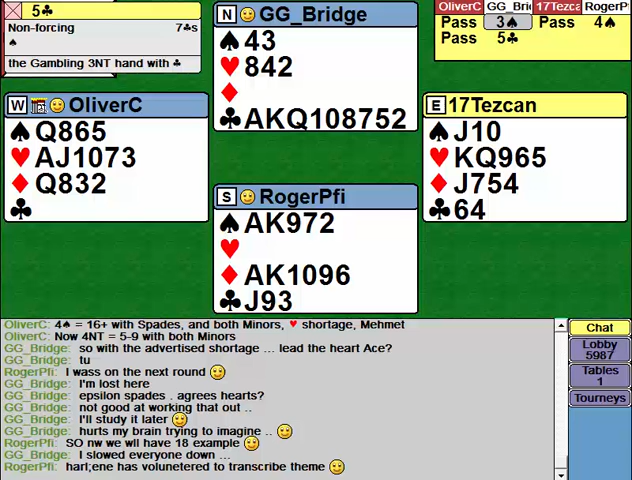 5♣
Non-forcing 7♣s
♠
the Gambling 3NT hand with ♣
OliverC GG_Bri 17Tezca RogerP
Pass 3♠ Pass 4♠
Pass 5♣
N GG_Bridge
♠43
♥842
♦
♣AKQ108752
W OliverC
♠Q865
♥AJ1073
♦Q832
♣
E 17Tezcan
♠J10
♥KQ965
♦J754
♣64
S RogerPfi
♠AK972
♥
♦AK1096
♣J93
OliverC: 4♠ = 16+ with Spades, and both Minors, ♥ shortage, Mehmet
OliverC: Now 4NT = 5-9 with both Minors
GG_Bridge: so with the advertised shortage ... lead the heart Ace?
GG_Bridge: tu
RogerPfi: I wass on the next round
GG_Bridge: I'm lost here
GG_Bridge: epsilon spades . agrees hearts?
GG_Bridge: not good at working that out ..
GG_Bridge: I'll study it later
GG_Bridge: hurts my brain trying to imagine ..
RogerPfi: SO nw we wll have 18 example
GG_Bridge: I slowed everyone down ...
RogerPfi: harl;ene has volunetered to transcribe theme
Chat
Lobby
5987
Tables
1
Tourneys